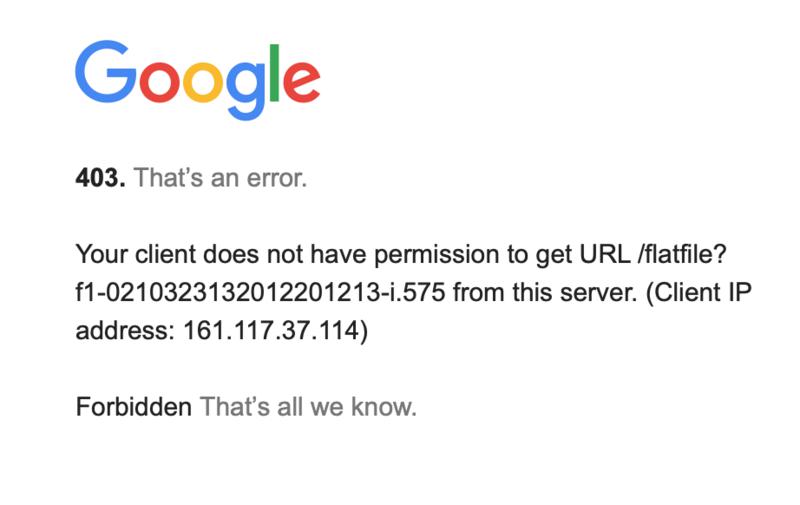 Google
403. That’s an error.
Your client does not have permission to get URL /flatfile?
f1-0210323132012201213-i.575 from this server. (Client IP
address: 161.117.37.114)
Forbidden That’s all we know.